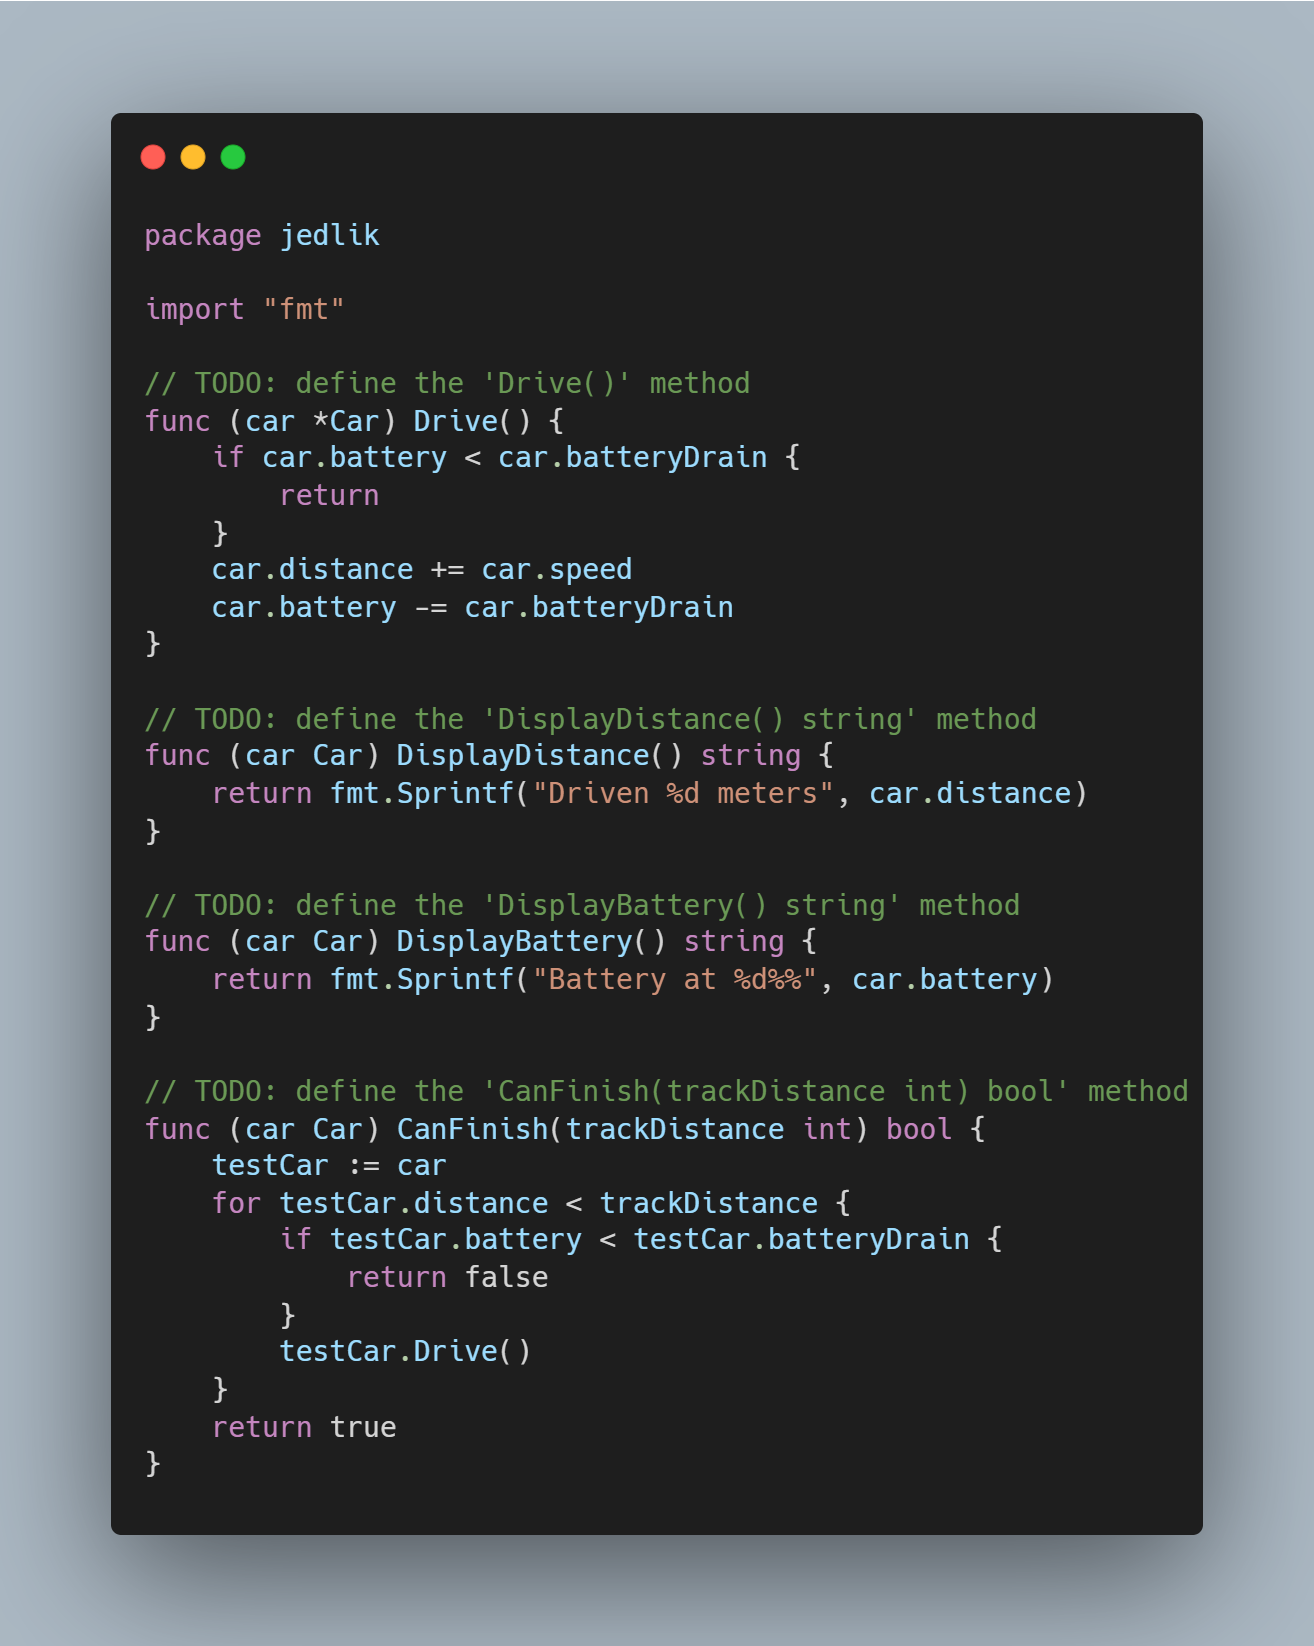 package jedlik

import "fmt"

// TODO: define the 'Drive()' method
func (car *Car) Drive() {
    if car.battery < car.batteryDrain {
        return
    }
    car.distance += car.speed
    car.battery -= car.batteryDrain
}

// TODO: define the 'DisplayDistance() string' method
func (car Car) DisplayDistance() string {
    return fmt.Sprintf("Driven %d meters", car.distance)
}

// TODO: define the 'DisplayBattery() string' method
func (car Car) DisplayBattery() string {
    return fmt.Sprintf("Battery at %d%%", car.battery)
}

// TODO: define the 'CanFinish(trackDistance int) bool' method
func (car Car) CanFinish(trackDistance int) bool {
    testCar := car
    for testCar.distance < trackDistance {
        if testCar.battery < testCar.batteryDrain {
            return false
        }
        testCar.Drive()
    }
    return true
}